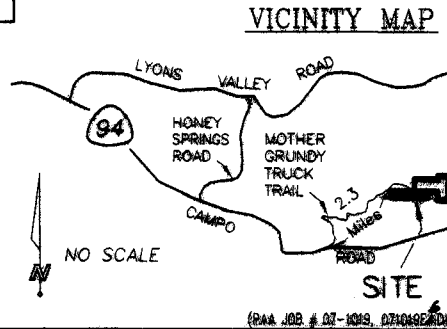 VICINITY MAP
LYONS VALLEY ROAD
94
HONEY
SPRINGS
ROAD
MOTHER
GRUNDY
TRUCK
TRAIL
2.3
Miles
CAMPO
ROAD
NO SCALE
N
SITE